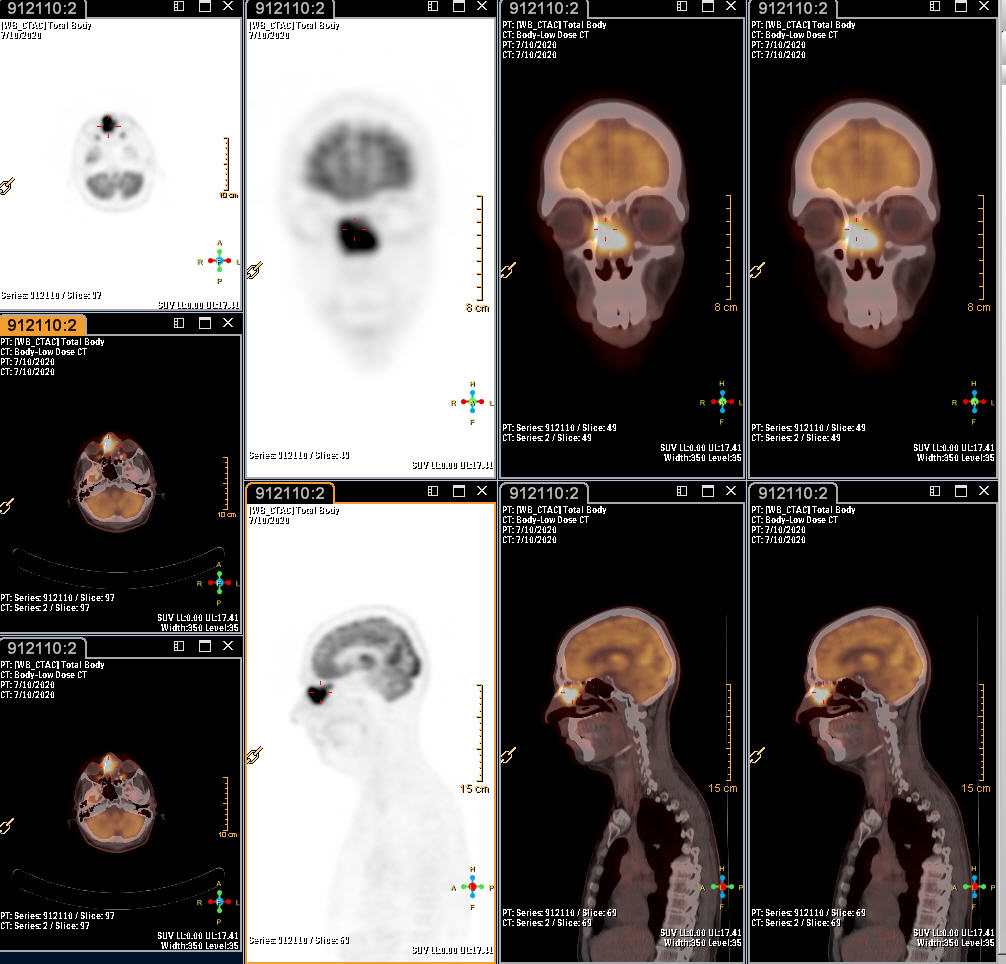 912110:2
[WB_CTAC] Total Body
7/10/2020
10 cm
A
R
L
P
Series: 912110 / Slice: 97
SUV LL:0.00 UL:17.41
912110:2
PT: [WB_CTAC] Total Body
CT: Body-Low Dose CT
PT: 7/10/2020
CT: 7/10/2020
10 cm
A
R
L
P
PT: Series: 912110 / Slice: 97
CT: Series: 2 / Slice: 97
SUV LL:0.00 UL:17.41
Width:350 Level:35
912110:2
PT: [WB_CTAC] Total Body
CT: Body-Low Dose CT
PT: 7/10/2020
CT: 7/10/2020
10 cm
A
R
L
P
PT: Series: 912110 / Slice: 97
CT: Series: 2 / Slice: 97
SUV LL:0.00 UL:17.41
Width:350 Level:35
912110:2
[WB_CTAC] Total Body
7/10/2020
8 cm
H
R
L
F
Series: 912110 / Slice: 49
SUV LL:0.00 UL:17.41
912110:2
PT: [WB_CTAC] Total Body
CT: Body-Low Dose CT
PT: 7/10/2020
CT: 7/10/2020
8 cm
H
R
L
F
PT: Series: 912110 / Slice: 49
CT: Series: 2 / Slice: 49
SUV LL:0.00 UL:17.41
Width:350 Level:35
912110:2
PT: [WB_CTAC] Total Body
CT: Body-Low Dose CT
PT: 7/10/2020
CT: 7/10/2020
8 cm
H
R
L
F
PT: Series: 912110 / Slice: 49
CT: Series: 2 / Slice: 49
SUV LL:0.00 UL:17.41
Width:350 Level:35
912110:2
[WB_CTAC] Total Body
7/10/2020
15 cm
H
A
P
F
Series: 912110 / Slice: 69
SUV LL:0.00 UL:17.41
912110:2
PT: [WB_CTAC] Total Body
CT: Body-Low Dose CT
PT: 7/10/2020
CT: 7/10/2020
15 cm
H
A
P
F
PT: Series: 912110 / Slice: 69
CT: Series: 2 / Slice: 69
SUV LL:0.00 UL:17.41
Width:350 Level:35
912110:2
PT: [WB_CTAC] Total Body
CT: Body-Low Dose CT
PT: 7/10/2020
CT: 7/10/2020
15 cm
H
A
P
F
PT: Series: 912110 / Slice: 69
CT: Series: 2 / Slice: 69
SUV LL:0.00 UL:17.41
Width:350 Level:35